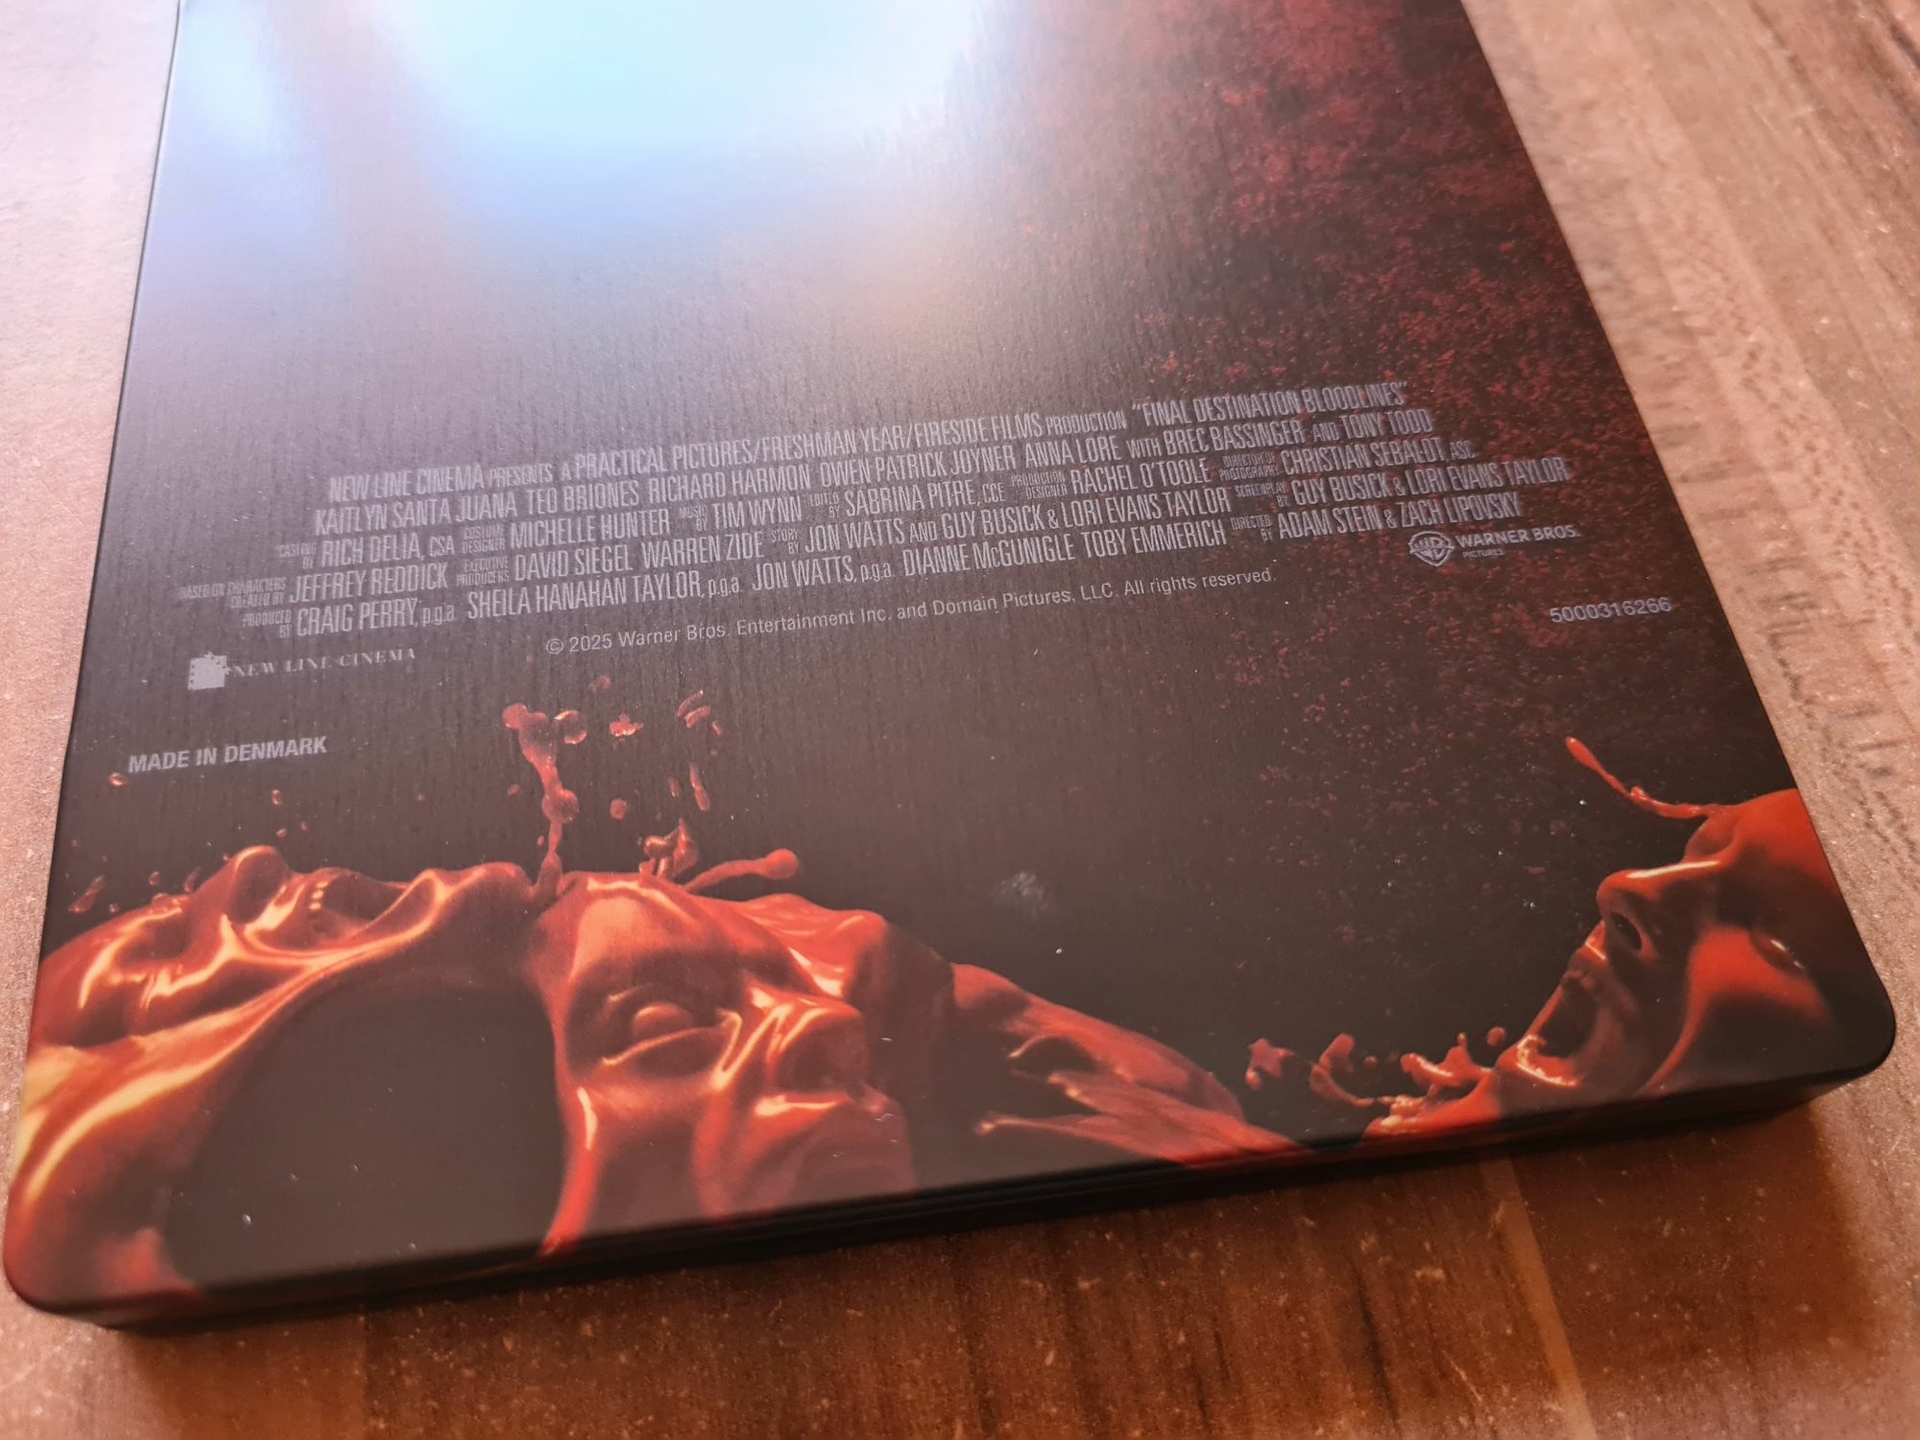 NEW LINE CINEMA PRESENTS A PRACTICAL PICTURES/FRESHMAN YEAR/FIRESIDE FILMS PRODUCTION "FINAL DESTINATION BLOODLINES"
KAITLYN SANTA JUANA TEO BRIONES RICHARD HARMON OWEN PATRICK JOYNER ANNA LORE WITH BREC BASSINGER AND TONY TODD
CASTING BY RICH DELIA, CSA COSTUME DESIGNER MICHELLE HUNTER MUSIC BY TIM WYNN EDITED BY SABRINA PITRE, CCE PRODUCTION DESIGNER RACHEL O'TOOLE DIRECTOR OF PHOTOGRAPHY CHRISTIAN SEBALDT, ASC
BASED ON CHARACTERS CREATED BY JEFFREY REDDICK EXECUTIVE PRODUCERS DAVID SIEGEL WARREN ZIDE STORY BY JON WATTS AND GUY BUSICK & LORI EVANS TAYLOR SCREENPLAY BY GUY BUSICK & LORI EVANS TAYLOR
PRODUCED BY CRAIG PERRY, p.g.a. SHEILA HANAHAN TAYLOR, p.g.a. JON WATTS, p.g.a. DIANNE McGUNIGLE TOBY EMMERICH DIRECTED BY ADAM STEIN & ZACH LIPOVSKY
NEW LINE CINEMA
© 2025 Warner Bros. Entertainment Inc. and Domain Pictures, LLC. All rights reserved.
WB WARNER BROS.
PICTURES
5000316266
MADE IN DENMARK